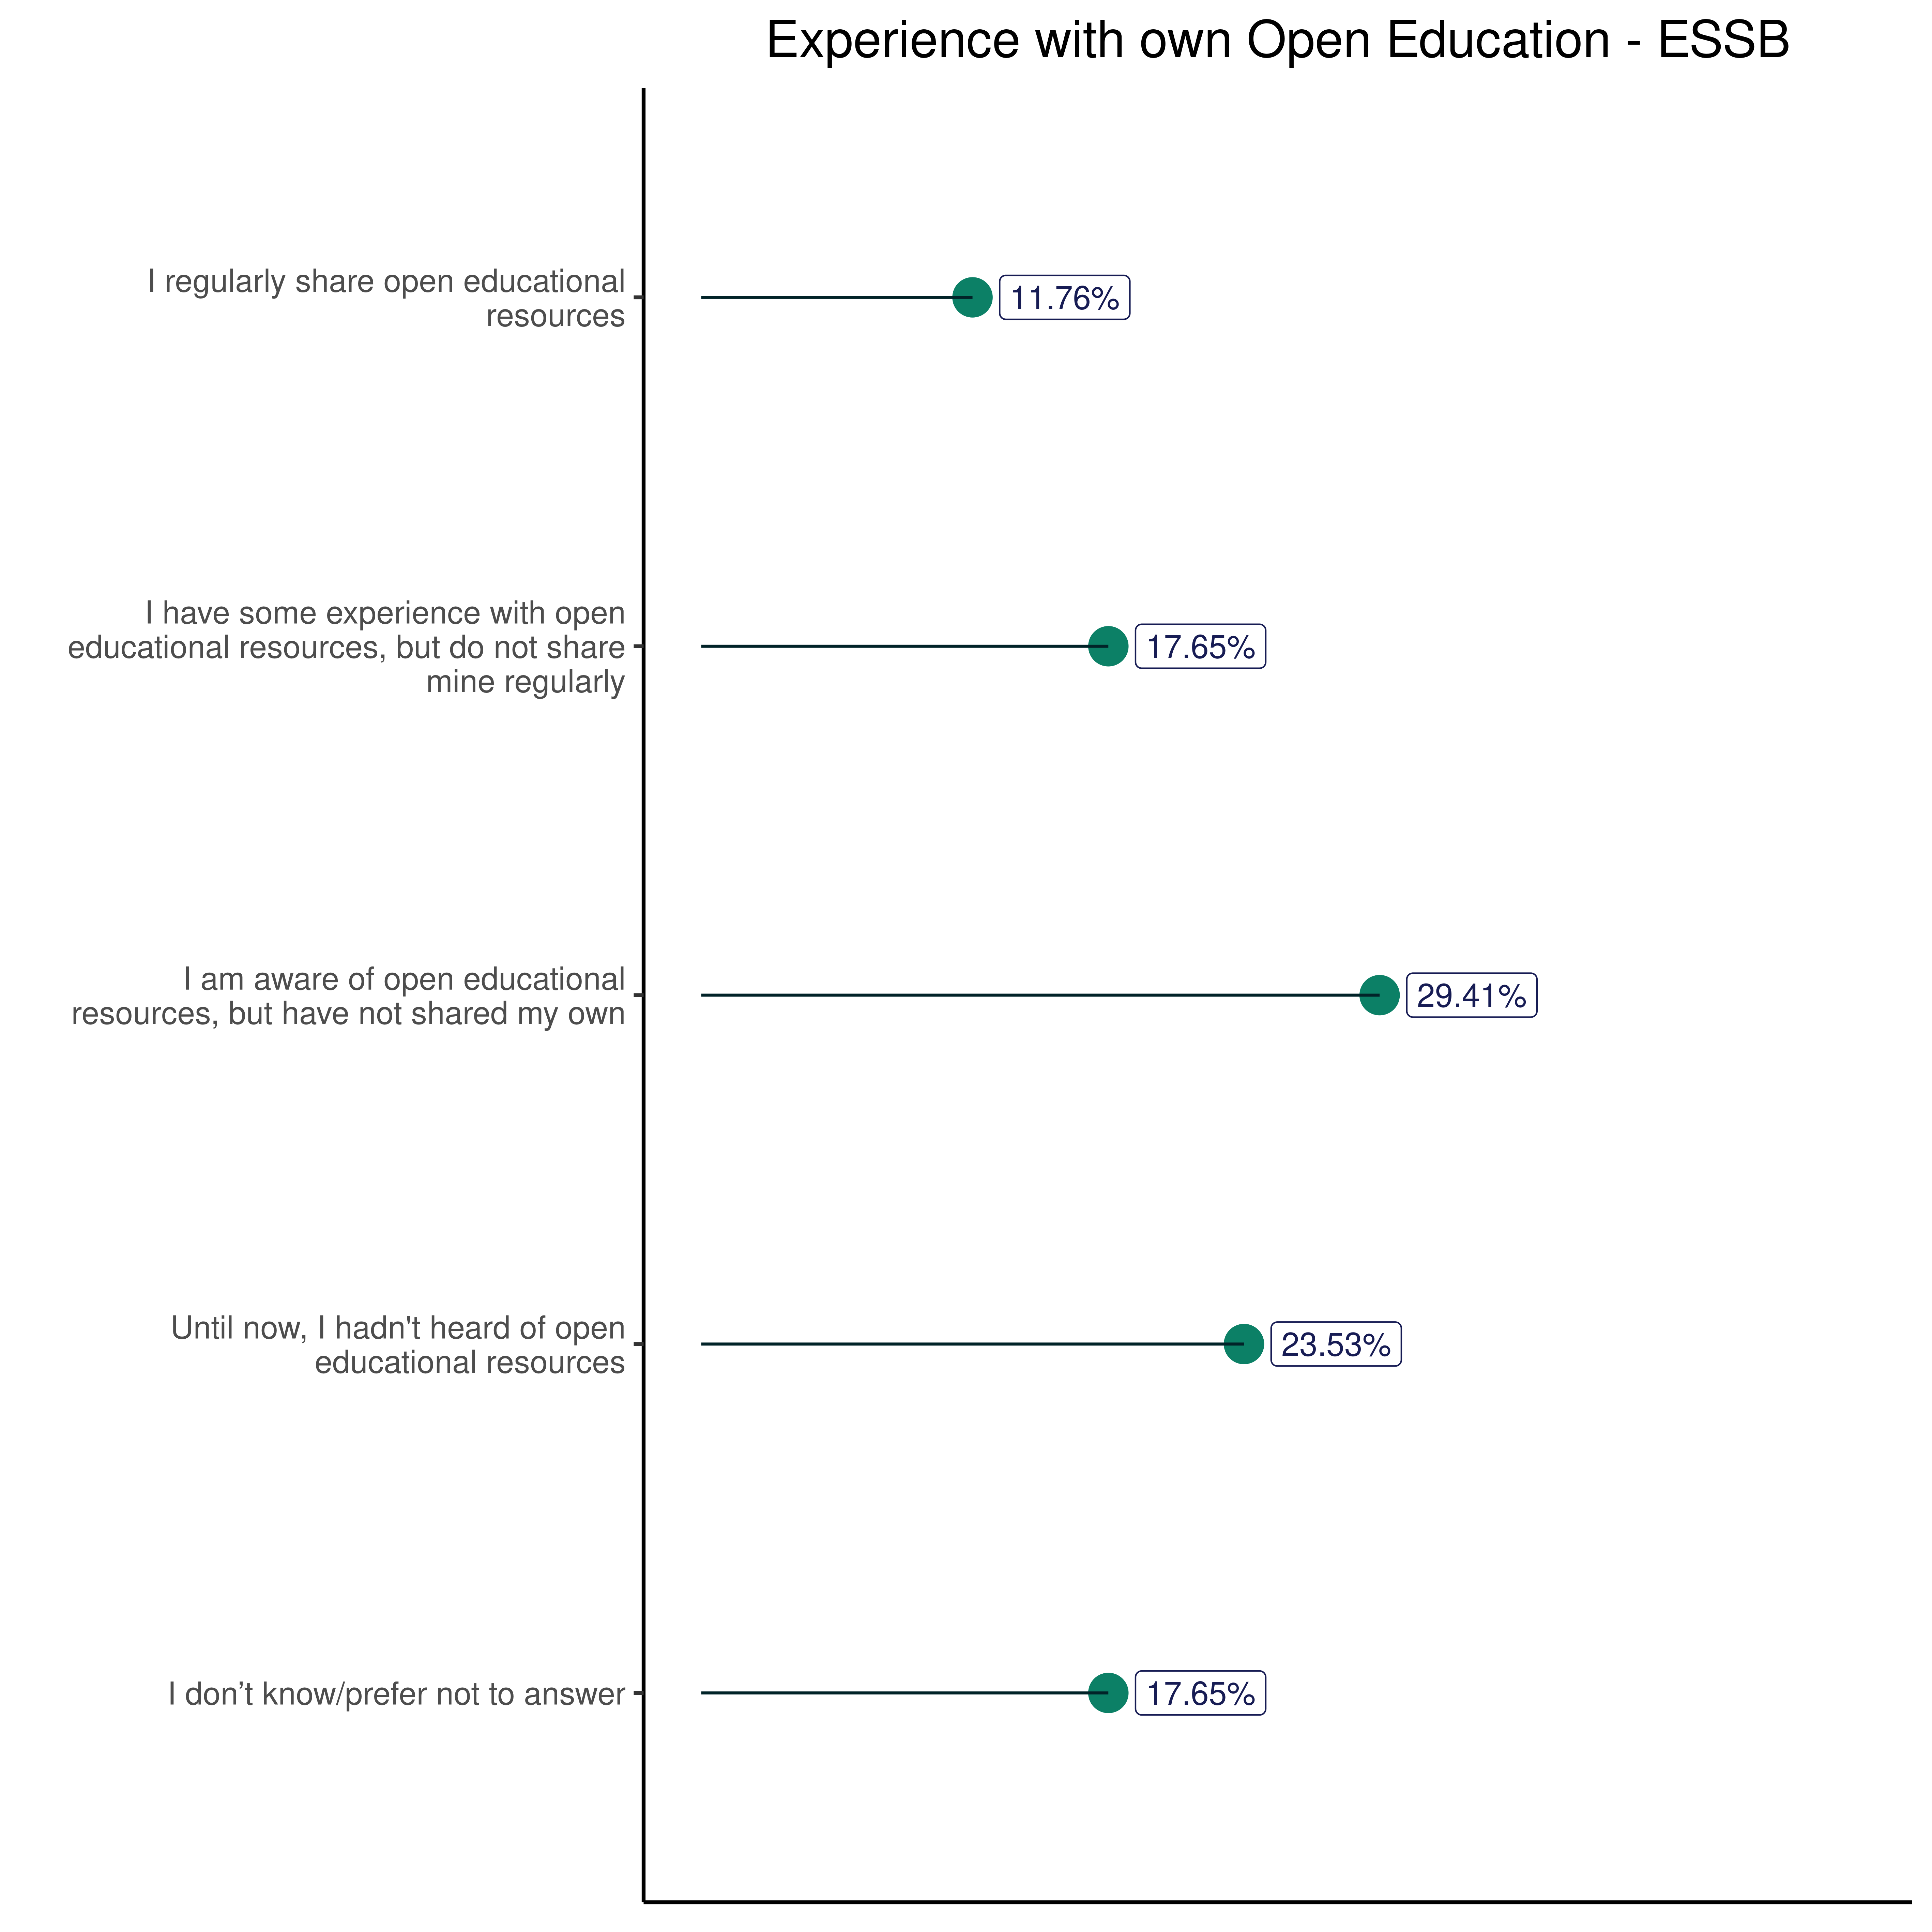 Experience with own Open Education - ESSB
I regularly share open educational
resources
11.76%
I have some experience with open
educational resources, but do not share
mine regularly
17.65%
I am aware of open educational
resources, but have not shared my own
29.41%
Until now, I hadn't heard of open
educational resources
23.53%
I don’t know/prefer not to answer
17.65%